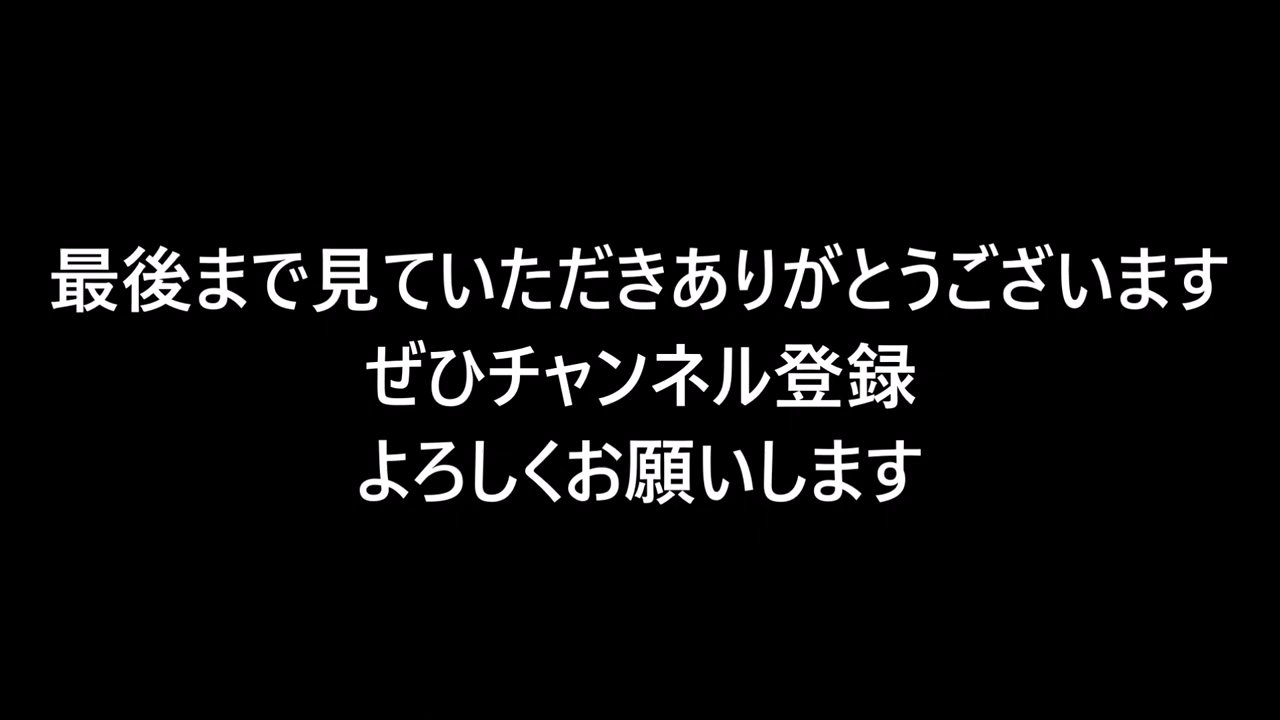 最後まで見ていただきありがとうございます
ぜひチャンネル登録
よろしくお願いします